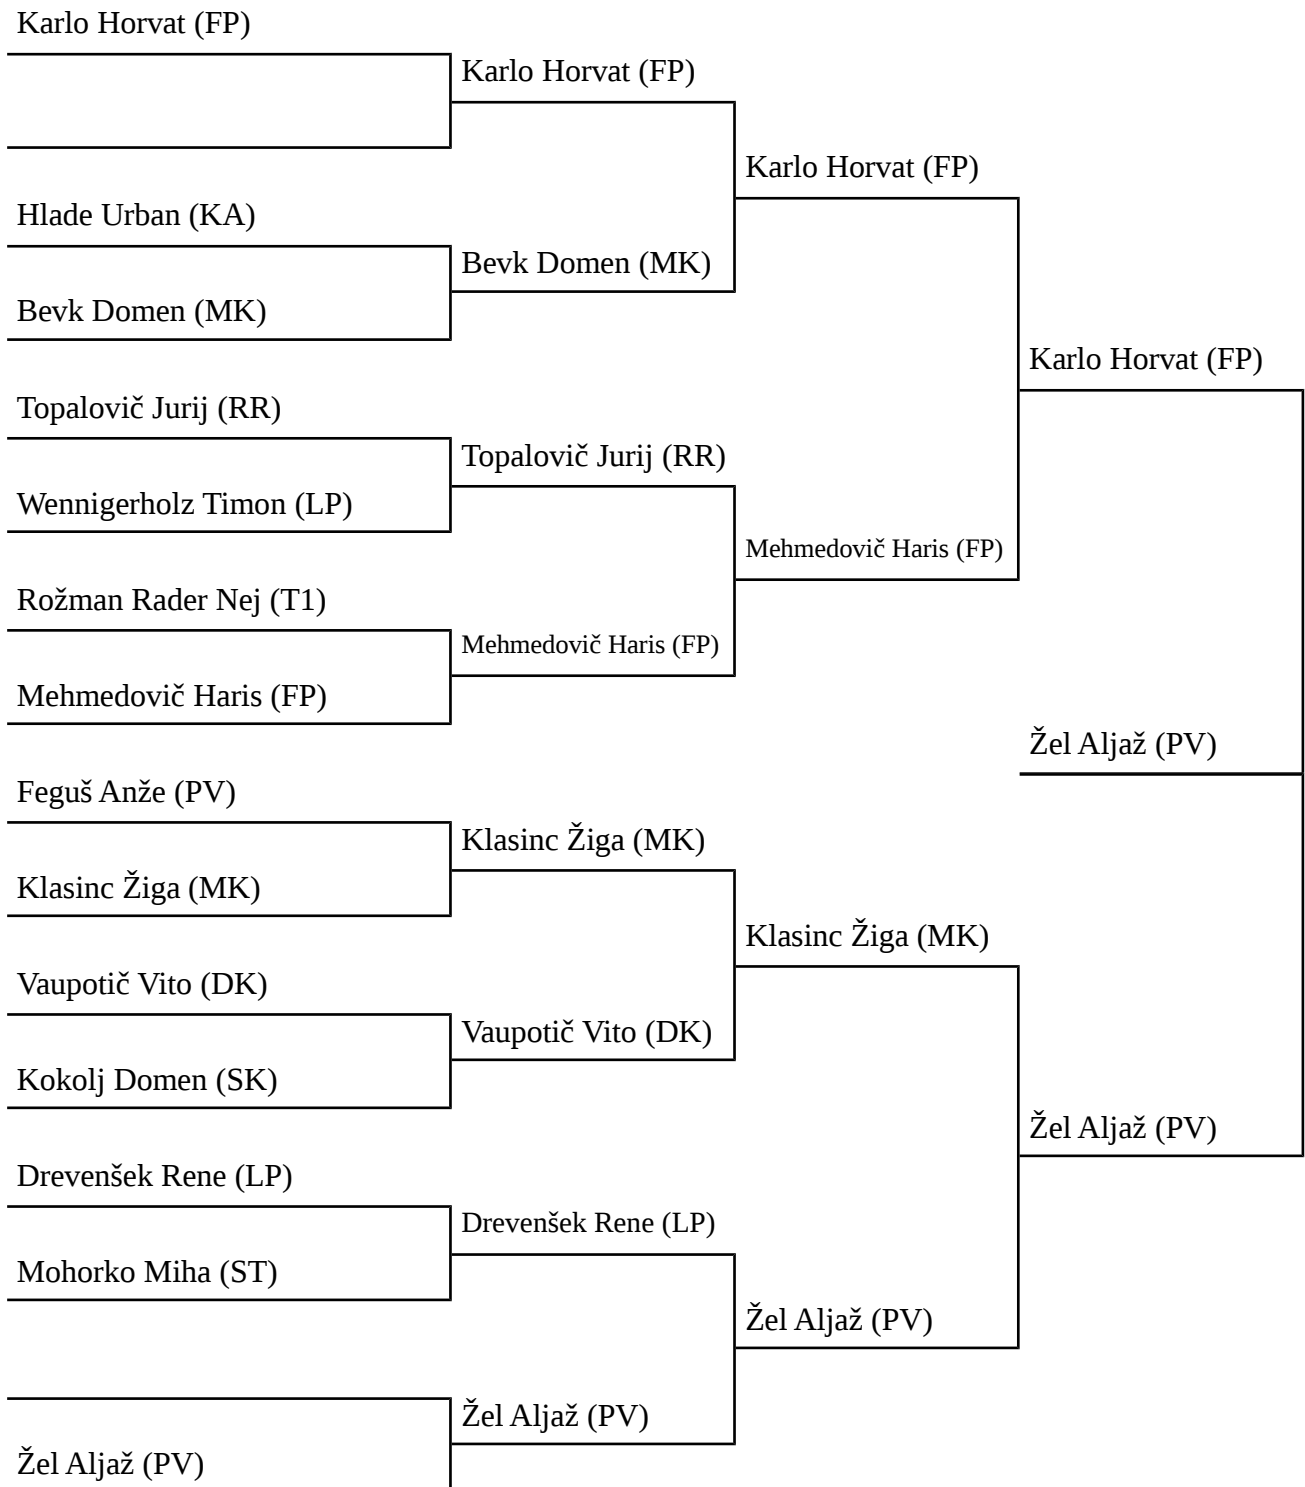 Karlo Horvat (FP)
Karlo Horvat (FP)
Karlo Horvat (FP)
Hlade Urban (KA)
Bevk Domen (MK)
Bevk Domen (MK)
Karlo Horvat (FP)
Topalovič Jurij (RR)
Topalovič Jurij (RR)
Wennigerholz Timon (LP)
Mehmedovič Haris (FP)
Rožman Rader Nej (T1)
Mehmedovič Haris (FP)
Mehmedovič Haris (FP)
Žel Aljaž (PV)
Feguš Anže (PV)
Klasinc Žiga (MK)
Klasinc Žiga (MK)
Klasinc Žiga (MK)
Vaupotič Vito (DK)
Vaupotič Vito (DK)
Kokolj Domen (SK)
Žel Aljaž (PV)
Drevenšek Rene (LP)
Drevenšek Rene (LP)
Mohorko Miha (ST)
Žel Aljaž (PV)
Žel Aljaž (PV)
Žel Aljaž (PV)